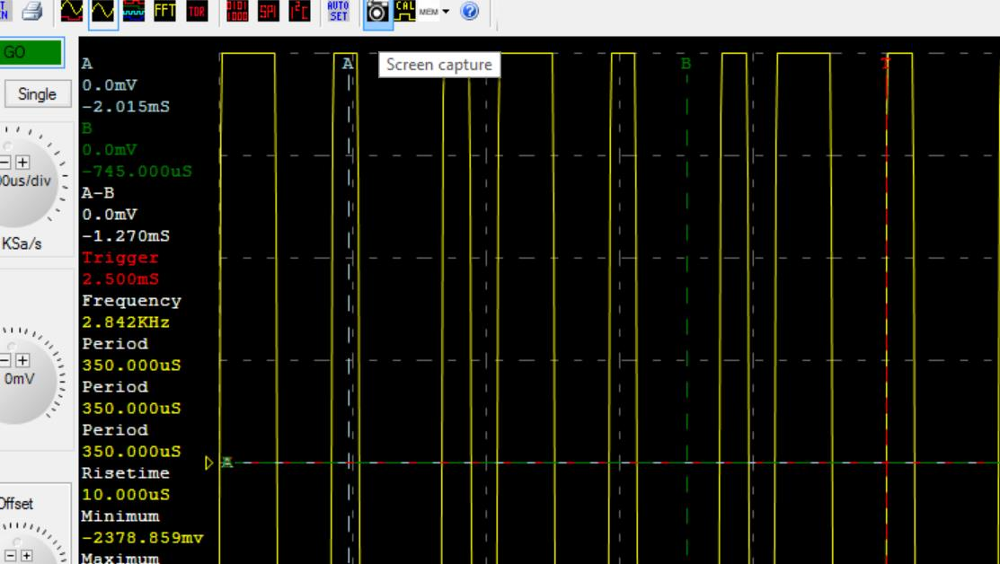 FFT
TDR
SPI
I²C
AUTO
SET
CAL
MEM
GO
Single
00us/div
KSa/s
0mV
Offset
Screen capture
A
B
T
A
0.0mV
-2.015mS
B
0.0mV
-745.000uS
A-B
0.0mV
-1.270mS
Trigger
2.500mS
Frequency
2.842KHz
Period
350.000uS
Period
350.000uS
Period
350.000uS
Risetime
10.000uS
Minimum
-2378.859mv
Maximum